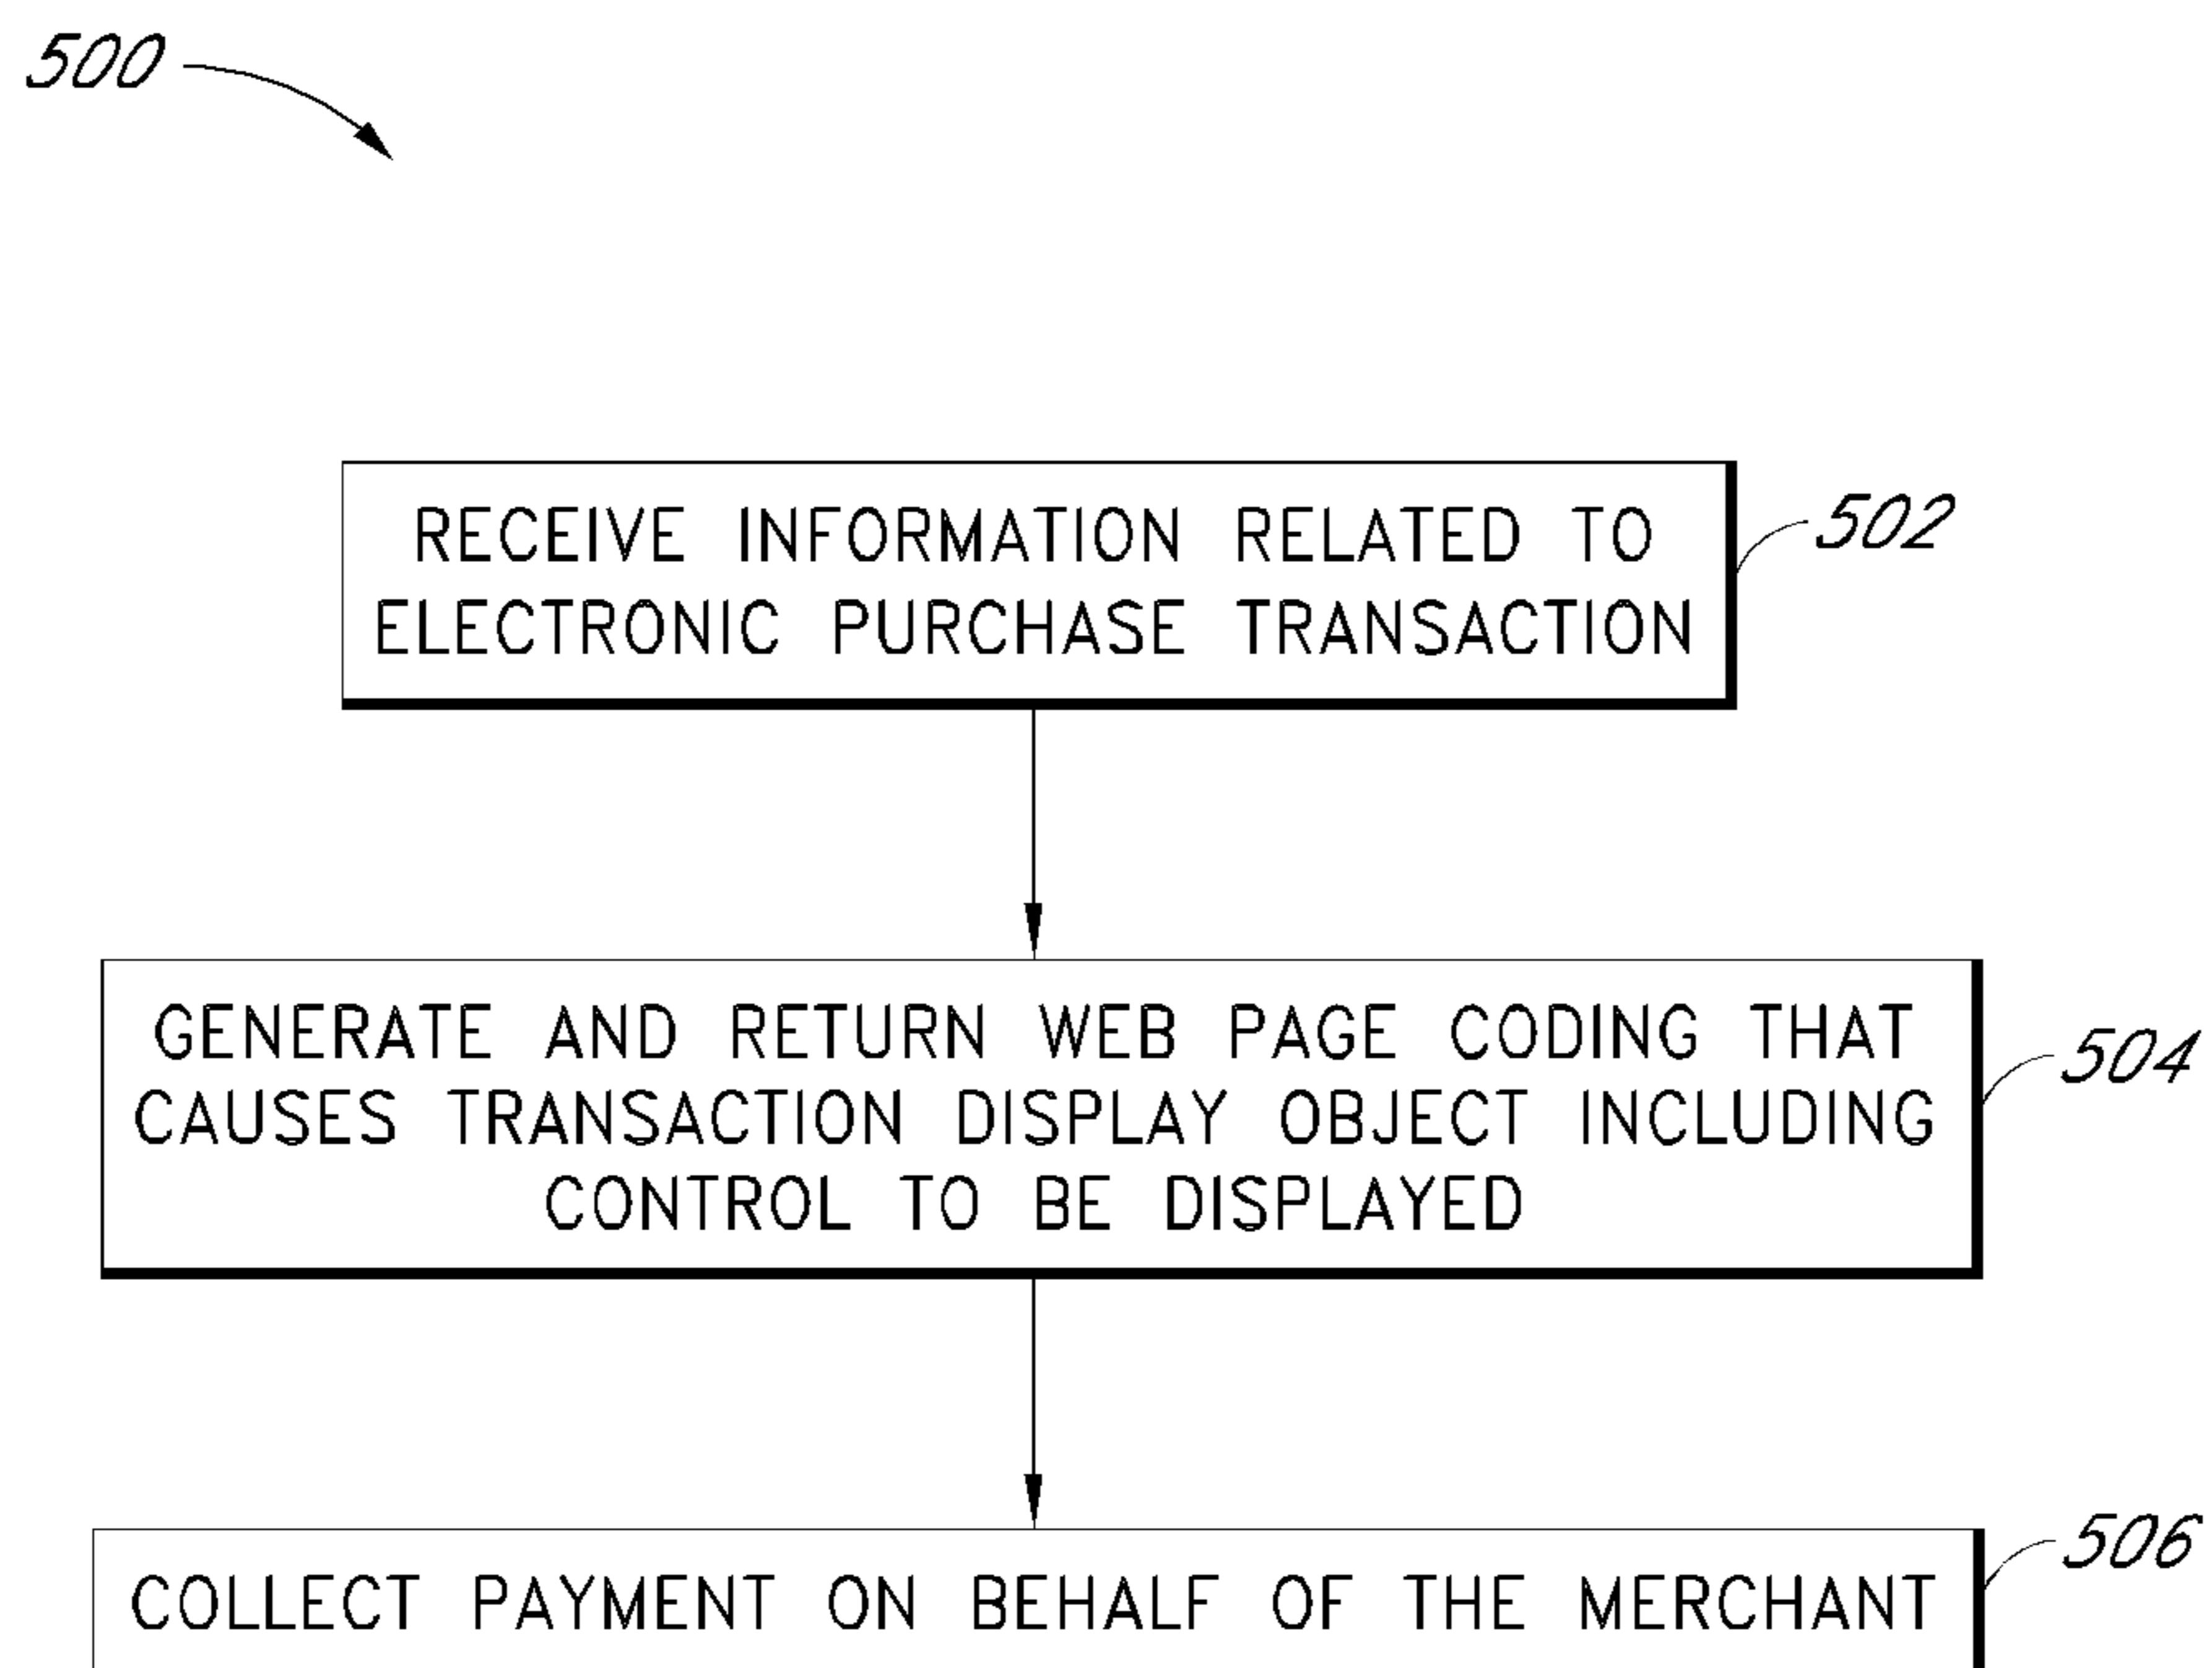 500
RECEIVE INFORMATION RELATED TO
ELECTRONIC PURCHASE TRANSACTION
502
GENERATE AND RETURN WEB PAGE CODING THAT
CAUSES TRANSACTION DISPLAY OBJECT INCLUDING
CONTROL TO BE DISPLAYED
504
COLLECT PAYMENT ON BEHALF OF THE MERCHANT
506